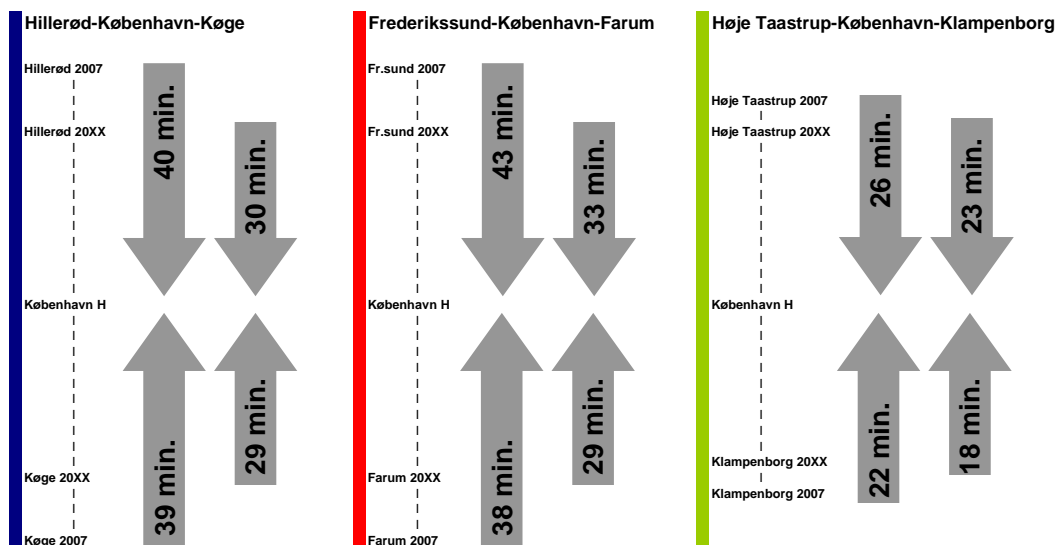 Hillerød-København-Køge
Hillerød 2007
Hillerød 20XX
40 min.
30 min.
København H
39 min.
29 min.
Køge 20XX
Køge 2007
Frederikssund-København-Farum
Fr.sund 2007
Fr.sund 20XX
43 min.
33 min.
København H
38 min.
29 min.
Farum 20XX
Farum 2007
Høje Taastrup-København-Klampenborg
Høje Taastrup 2007
Høje Taastrup 20XX
26 min.
23 min.
København H
22 min.
18 min.
Klampenborg 20XX
Klampenborg 2007